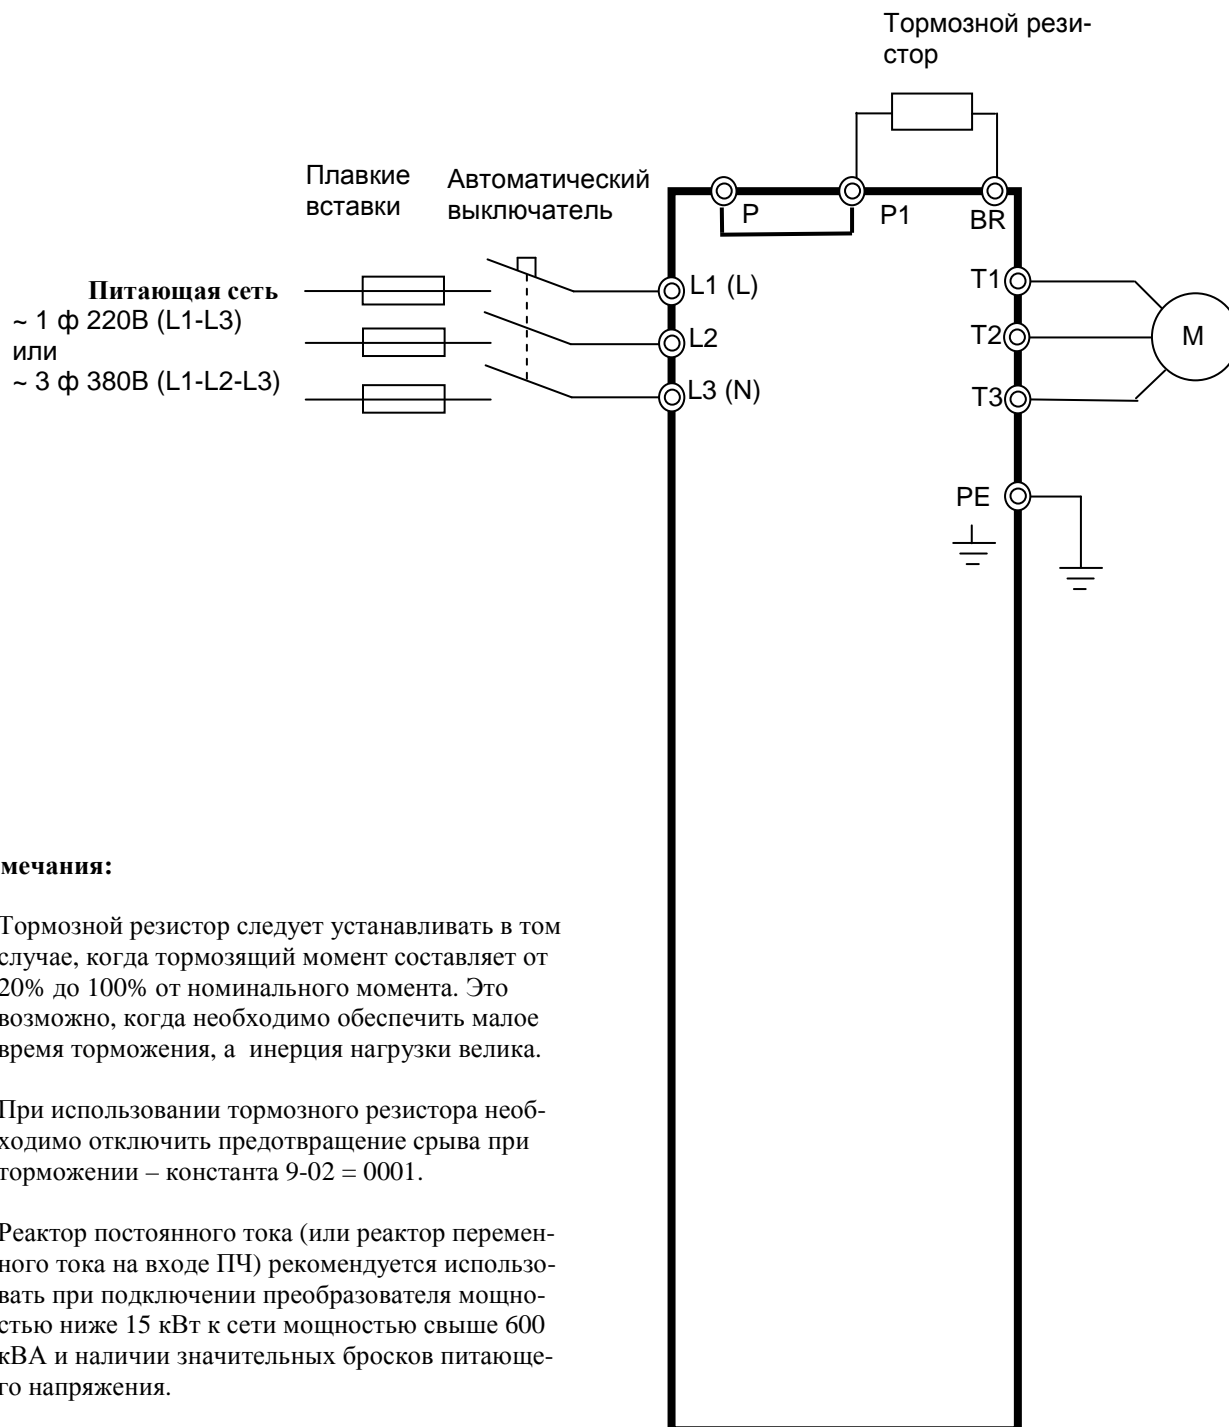 Тормозной рези-
стор
Плавкие
вставки
Автоматический
выключатель
P
P1
BR
Питающая сеть
~ 1 ф 220В (L1-L3)
или
~ 3 ф 380В (L1-L2-L3)
L1 (L)
L2
L3 (N)
T1
T2
T3
M
PE
мечания:
Тормозной резистор следует устанавливать в том
случае, когда тормозящий момент составляет от
20% до 100% от номинального момента. Это
возможно, когда необходимо обеспечить малое
время торможения, а  инерция нагрузки велика.
При использовании тормозного резистора необ-
ходимо отключить предотвращение срыва при
торможении – константа 9-02 = 0001.
Реактор постоянного тока (или реактор перемен-
ного тока на входе ПЧ) рекомендуется использо-
вать при подключении преобразователя мощно-
стью ниже 15 кВт к сети мощностью свыше 600
кВА и наличии значительных бросков питающе-
го напряжения.